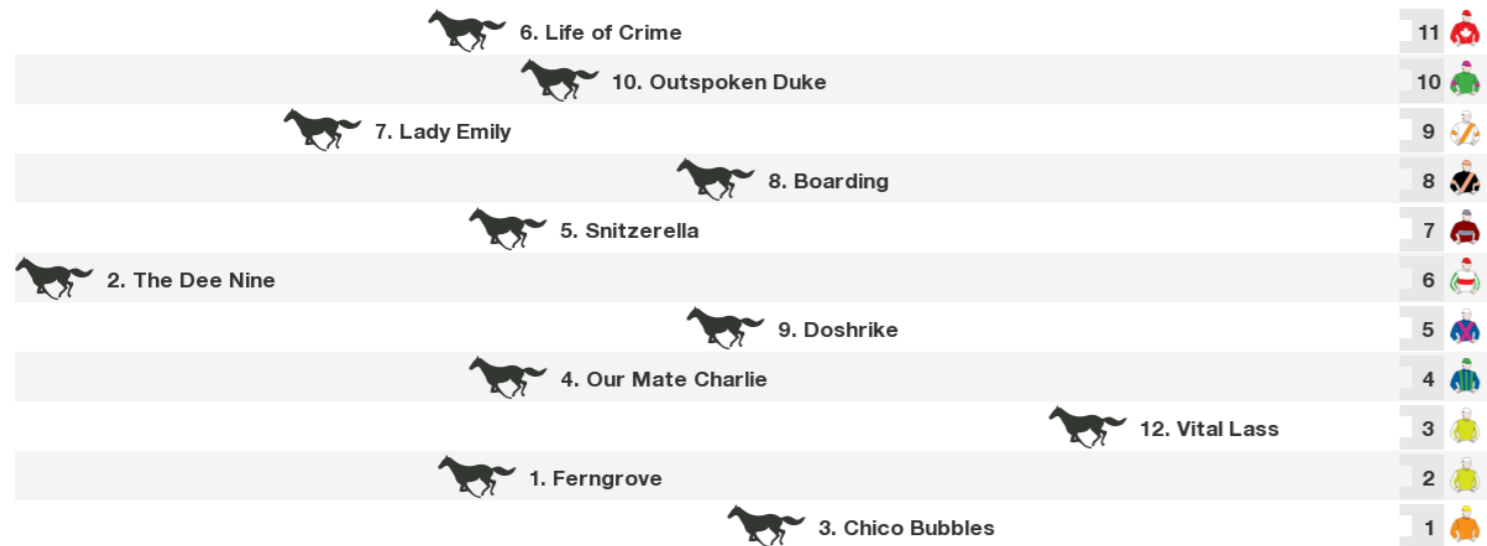 6. Life of Crime 11
10. Outspoken Duke 10
7. Lady Emily 9
8. Boarding 8
5. Snitzerella 7
2. The Dee Nine 6
9. Doshrike 5
4. Our Mate Charlie 4
12. Vital Lass 3
1. Ferngrove 2
3. Chico Bubbles 1